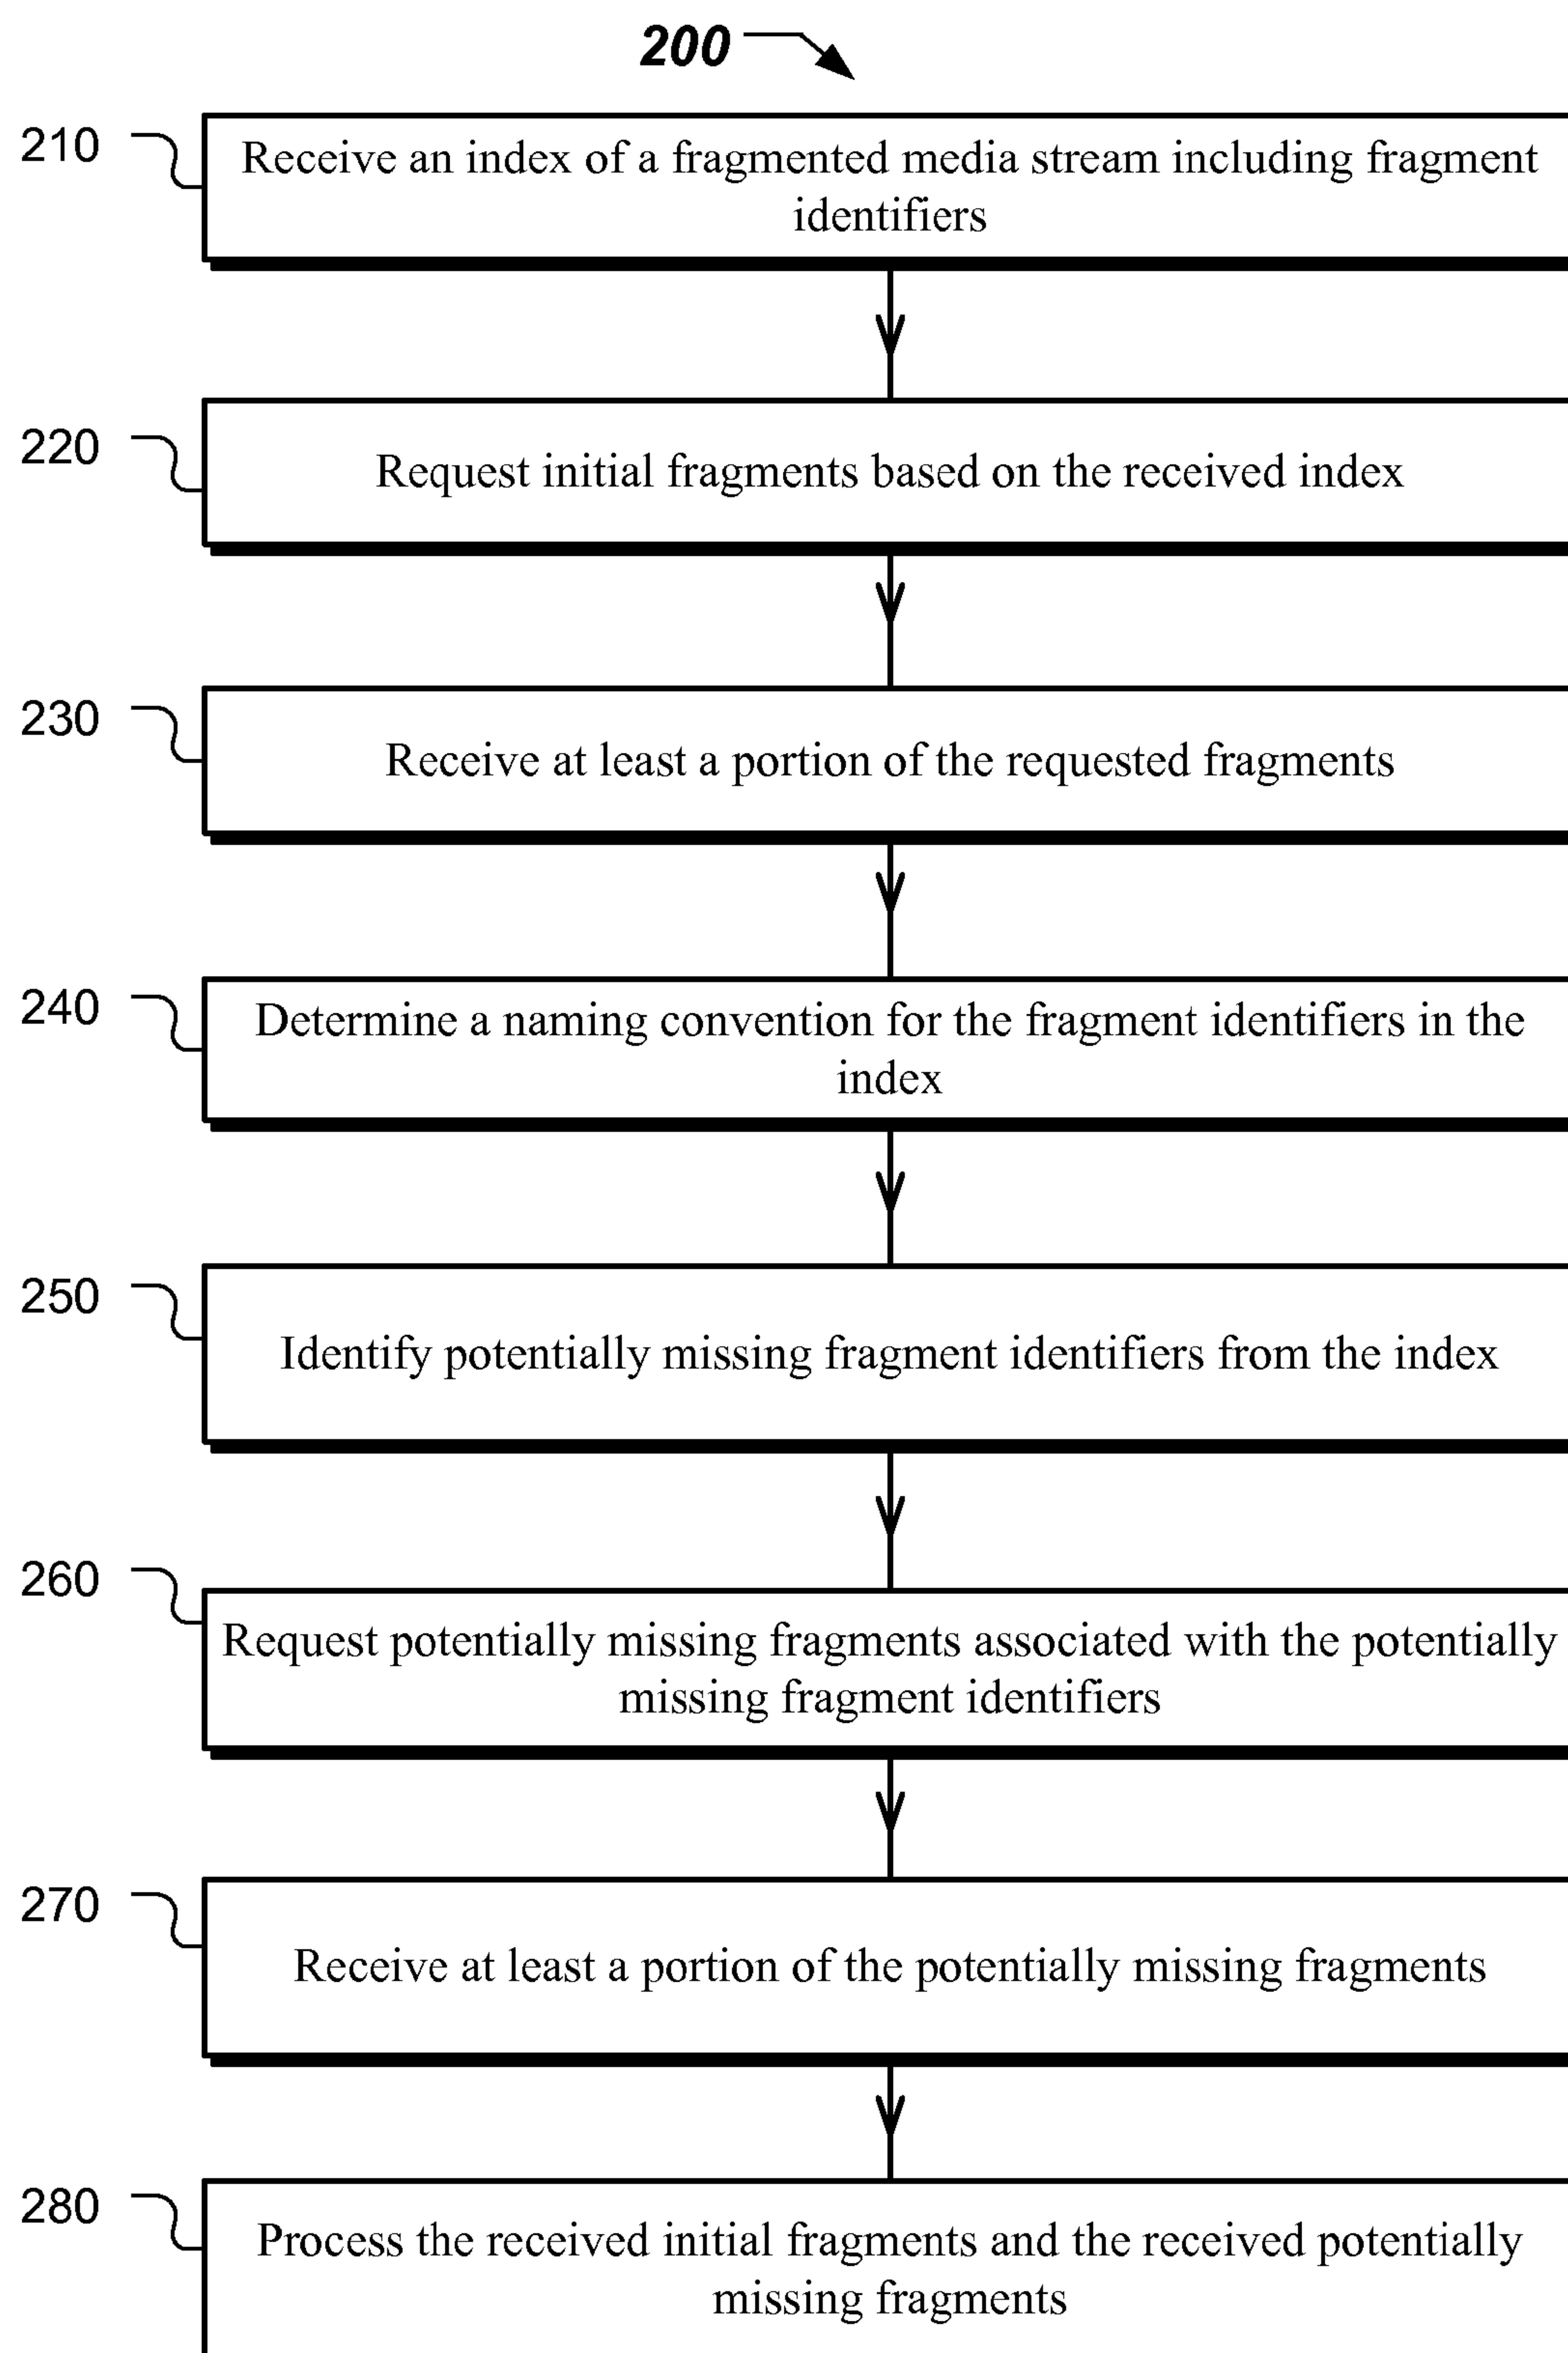 200
210
Receive an index of a fragmented media stream including fragment
identifiers
220
Request initial fragments based on the received index
230
Receive at least a portion of the requested fragments
240
Determine a naming convention for the fragment identifiers in the
index
250
Identify potentially missing fragment identifiers from the index
260
Request potentially missing fragments associated with the potentially
missing fragment identifiers
270
Receive at least a portion of the potentially missing fragments
280
Process the received initial fragments and the received potentially
missing fragments